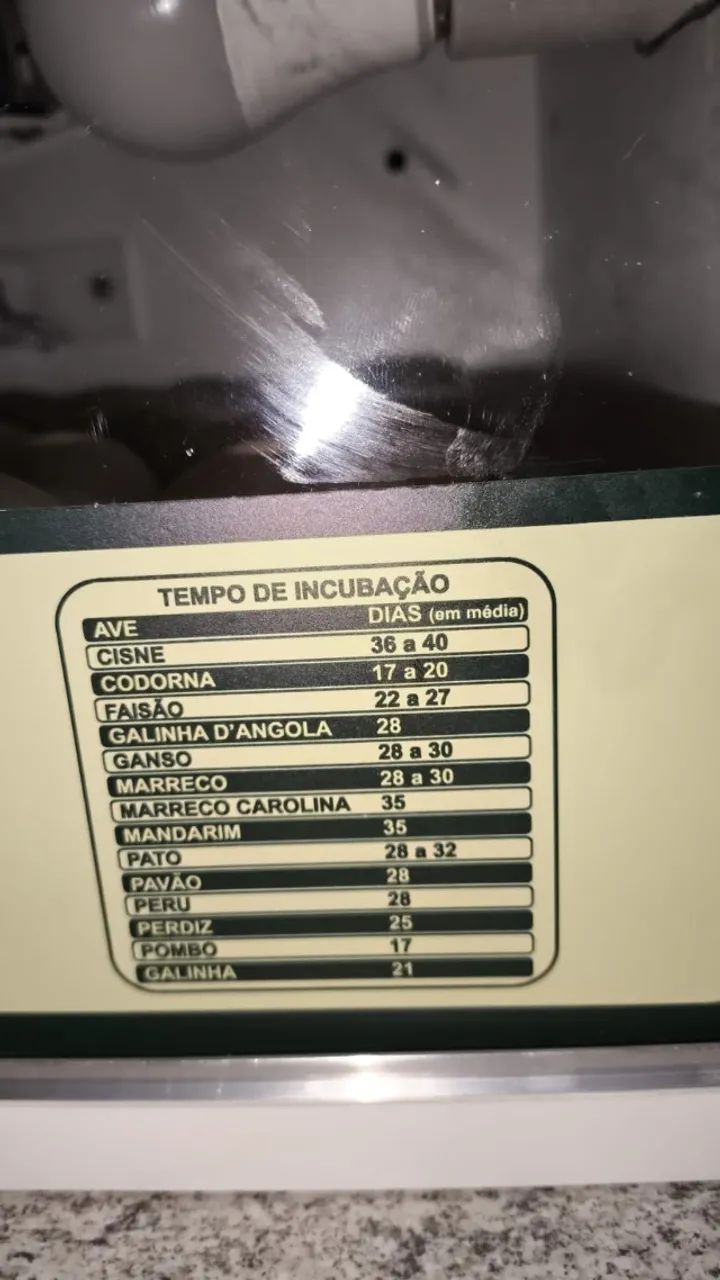 TEMPO DE INCUBAÇÃO
AVE DIAS (em média)
CISNE 36 a 40
CODORNA 17 a 20
FAISÃO 22 a 27
GALINHA D'ANGOLA 28
GANSO 28 a 30
MARRECO 28 a 30
MARRECO CAROLINA 35
MANDARIM 35
PATO 28 a 32
PAVÃO 28
PERU 28
PERDIZ 25
POMBO 17
GALINHA 21